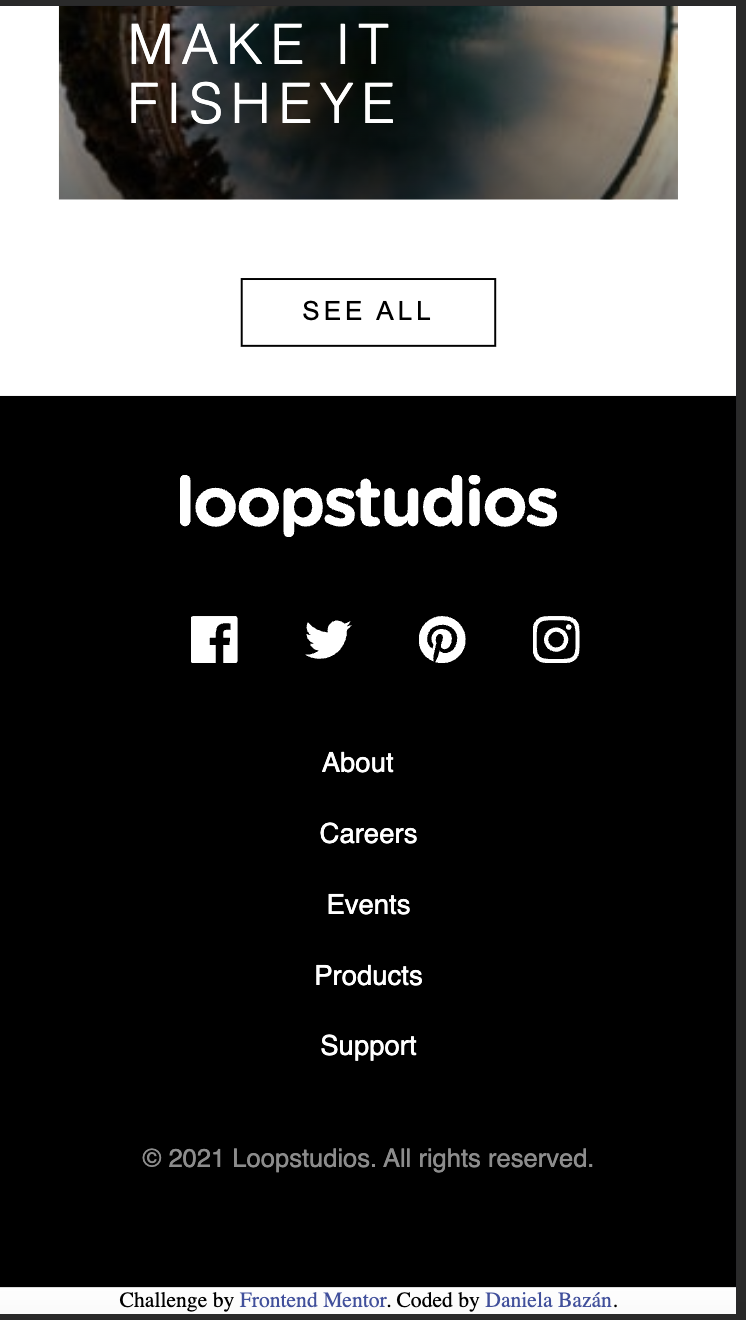 MAKE IT
FISHEYE
SEE ALL
loopstudios
About
Careers
Events
Products
Support
© 2021 Loopstudios. All rights reserved.
Challenge by Frontend Mentor. Coded by Daniela Bazán.